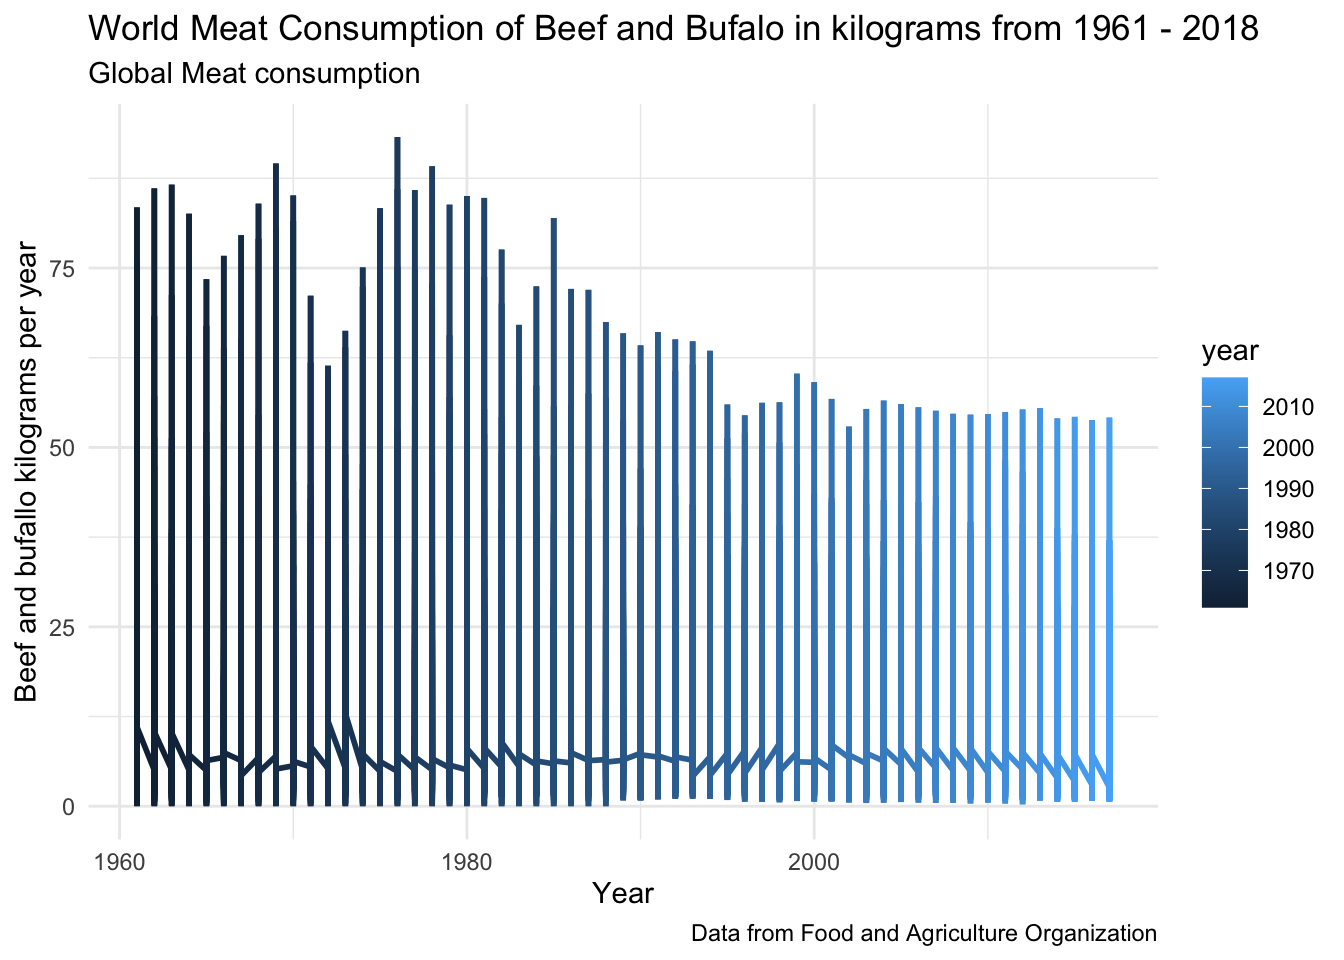 World Meat Consumption of Beef and Bufalo in kilograms from 1961 - 2018
Global Meat consumption
Beef and bufallo kilograms per year
75
50
25
0
1960
1980
2000
Year
year
2010
2000
1990
1980
1970
Data from Food and Agriculture Organization